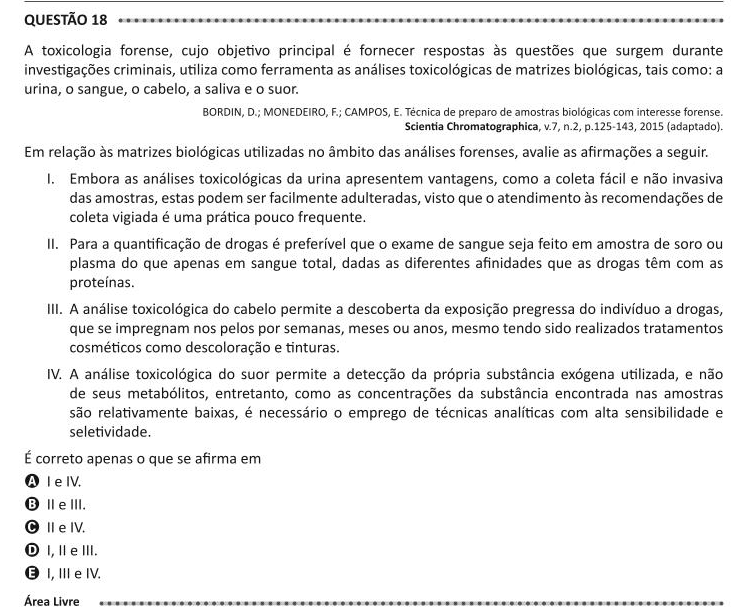 QUESTÃO 18
A toxicologia forense, cujo objetivo principal é fornecer respostas às questões que surgem durante
investigações criminais, utiliza como ferramenta as análises toxicológicas de matrizes biológicas, tais como: a
urina, o sangue, o cabelo, a saliva e o suor.
BORDIN, D.; MONEDEIRO, F.; CAMPOS, E. Técnica de preparo de amostras biológicas com interesse forense.
Scientia Chromatographica, v.7, n.2, p.125-143, 2015 (adaptado).
Em relação às matrizes biológicas utilizadas no âmbito das análises forenses, avalie as afirmações a seguir.
I. Embora as análises toxicológicas da urina apresentem vantagens, como a coleta fácil e não invasiva
das amostras, estas podem ser facilmente adulteradas, visto que o atendimento às recomendações de
coleta vigiada é uma prática pouco frequente.
II. Para a quantificação de drogas é preferível que o exame de sangue seja feito em amostra de soro ou
plasma do que apenas em sangue total, dadas as diferentes afinidades que as drogas têm com as
proteínas.
III. A análise toxicológica do cabelo permite a descoberta da exposição pregressa do indivíduo a drogas,
que se impregnam nos pelos por semanas, meses ou anos, mesmo tendo sido realizados tratamentos
cosméticos como descoloração e tinturas.
IV. A análise toxicológica do suor permite a detecção da própria substância exógena utilizada, e não
de seus metabólitos, entretanto, como as concentrações da substância encontrada nas amostras
são relativamente baixas, é necessário o emprego de técnicas analíticas com alta sensibilidade e
seletividade.
É correto apenas o que se afirma em
A I e IV.
B II e III.
C II e IV.
D I, II e III.
E I, III e IV.
Área Livre